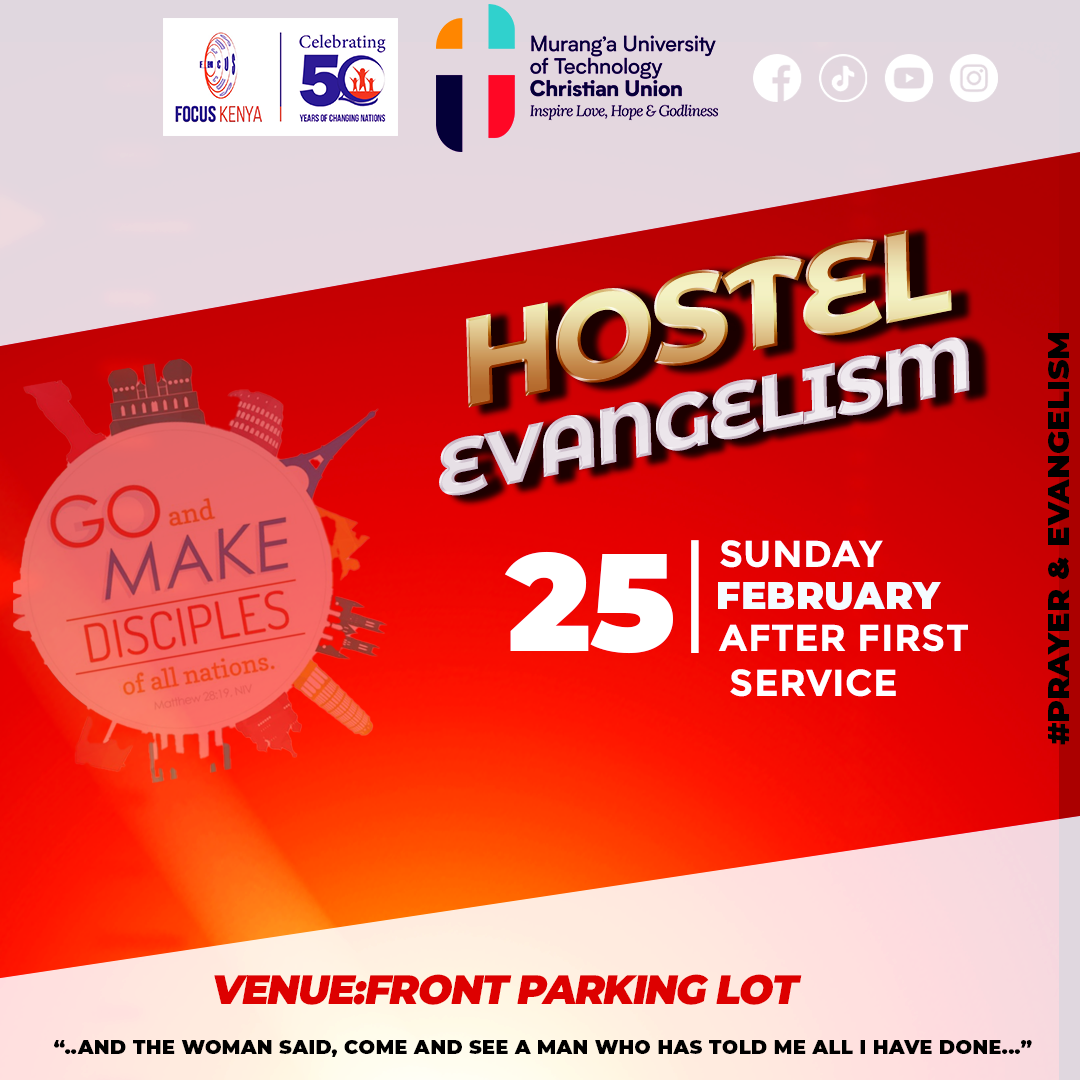 FOCUS
FOCUS KENYA
Celebrating
50
YEARS OF CHANGING NATIONS
Murang'a University
of Technology
Christian Union
Inspire Love, Hope & Godliness
HOSTEL
EVANGELISM
GO and
MAKE
DISCIPLES
of all nations.
Matthew 28:19, NIV
25
SUNDAY
FEBRUARY
AFTER FIRST
SERVICE
#PRAYER & EVANGELISM
VENUE:FRONT PARKING LOT
“..AND THE WOMAN SAID, COME AND SEE A MAN WHO HAS TOLD ME ALL I HAVE DONE...”